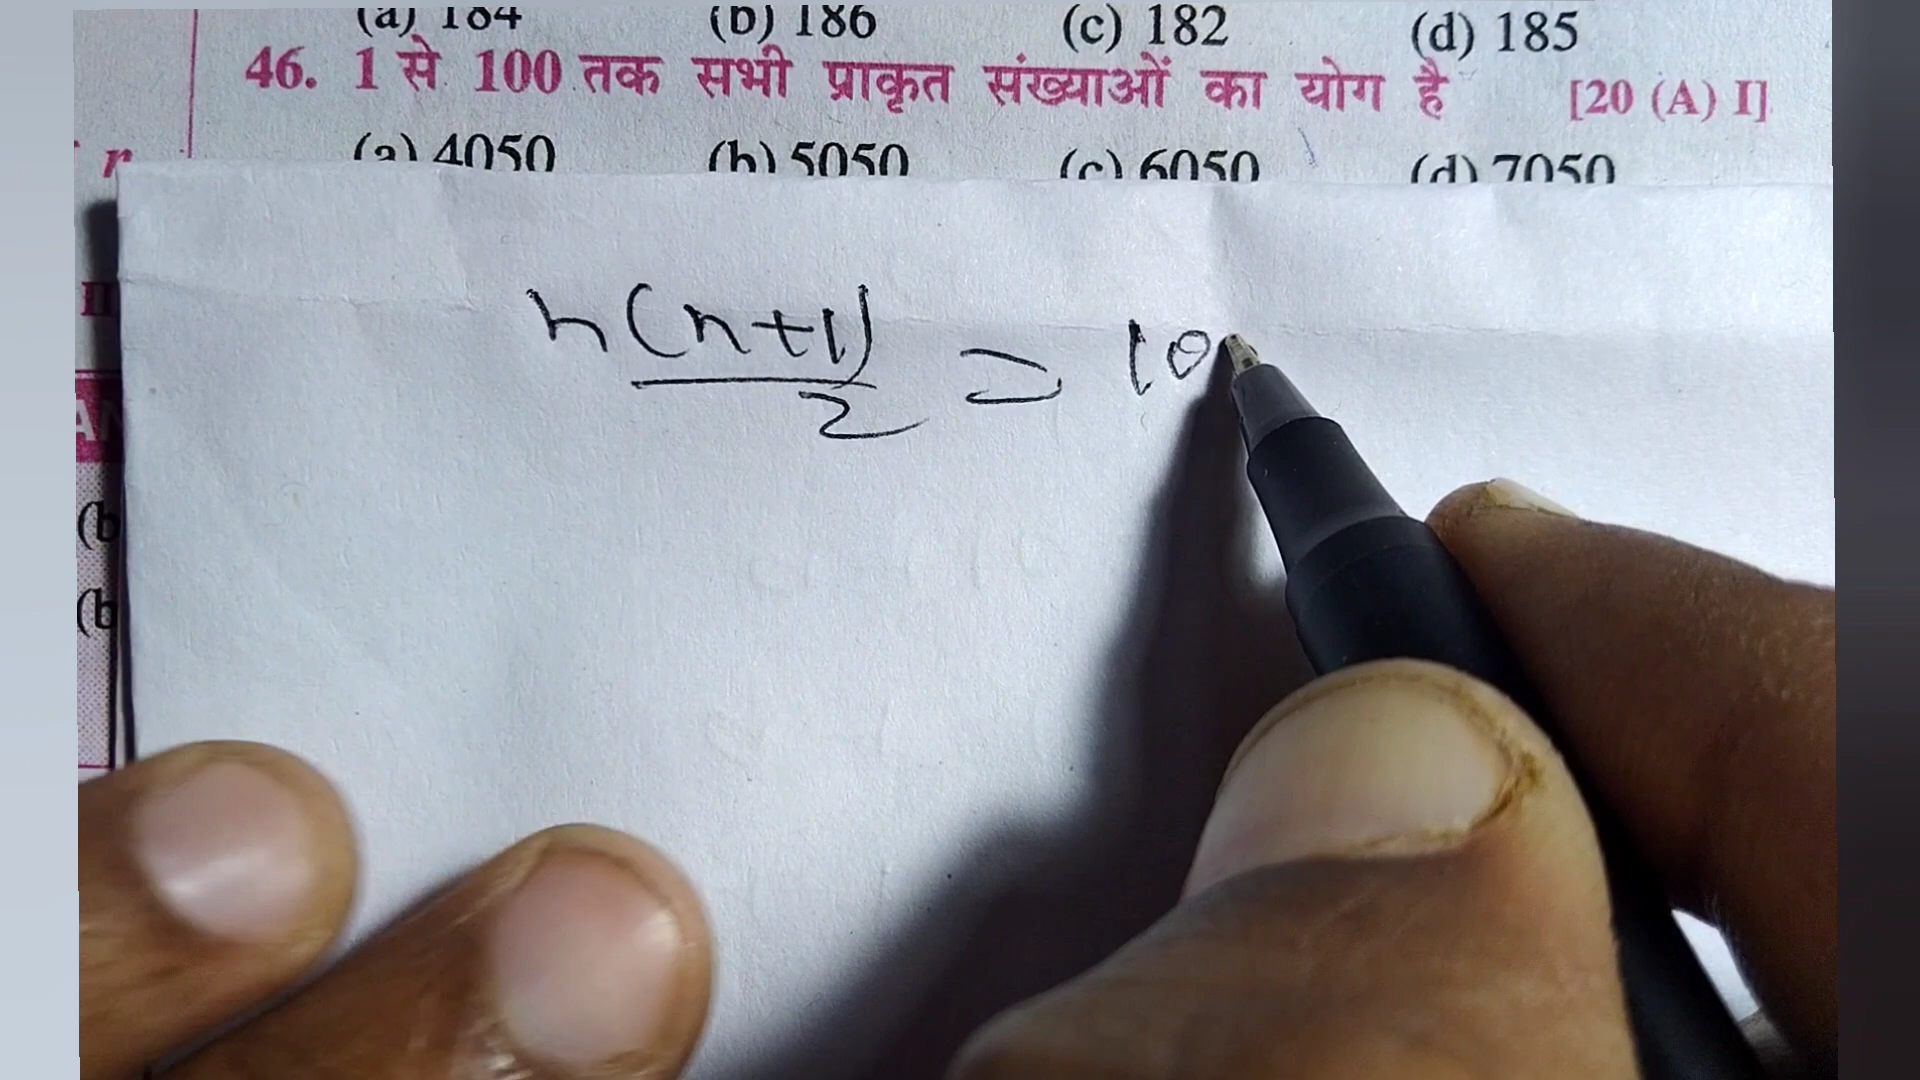 (a) 184 (b) 186 (c) 182 (d) 185
46. 1 से 100 तक सभी प्राकृत संख्याओं का योग है [20 (A) I]
(a) 4050 (b) 5050 (c) 6050 (d) 7050
r
n(n+1)
2
= 10
(b
(b